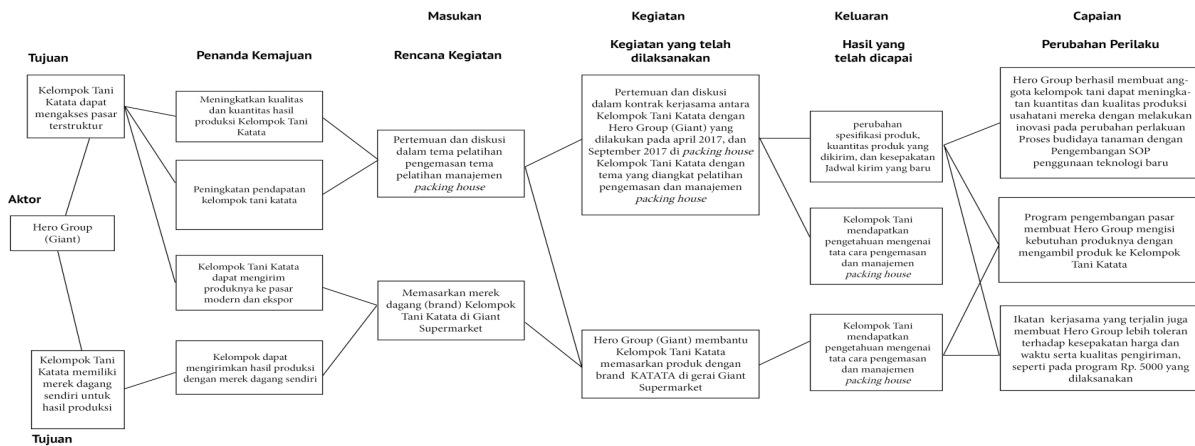 Masukan
Kegiatan
Keluaran
Capaian
Tujuan
Penanda Kemajuan
Rencana Kegiatan
Kegiatan yang telah
dilaksanakan
Hasil yang
telah dicapai
Perubahan Perilaku
Aktor
Hero Group
(Giant)
Kelompok Tani
Katata dapat
mengakses pasar
terstruktur
Kelompok Tani
Katata memiliki
merek dagang
sendiri untuk
hasil produksi
Tujuan
Meningkatkan kualitas
dan kuantitas hasil
produksi Kelompok Tani
Katata
Peningkatan pendapatan
kelompok tani katata
Kelompok Tani Katata
dapat mengirim
produknya ke pasar
modern dan ekspor
Kelompok dapat
mengirimkan hasil produksi
dengan merek dagang sendiri
Pertemuan dan diskusi
dalam tema pelatihan
pengemasan tema
pelatihan manajemen
packing house
Memasarkan merek
dagang (brand) Kelompok
Tani Katata di Giant
Supermarket
Pertemuan dan diskusi
dalam kontrak kerjasama antara
Kelompok Tani Katata dengan
Hero Group (Giant) yang
dilakukan pada april 2017, dan
September 2017 di packing house
Kelompok Tani Katata dengan
tema yang diangkat pelatihan
pengemasan dan manajemen
packing house
Hero Group (Giant) membantu
Kelompok Tani Katata
memasarkan produk dengan
brand KATATA di gerai Giant
Supermarket
perubahan
spesifikasi produk,
kuantitas produk yang
dikirim, dan kesepakatan
Jadwal kirim yang baru
Kelompok Tani
mendapatkan
pengetahuan mengenai
tata cara pengemasan
dan manajemen
packing house
Kelompok Tani
mendapatkan
pengetahuan mengenai
tata cara pengemasan
dan manajemen
packing house
Hero Group berhasil membuat ang-
gota kelompok tani dapat meningka-
tan kuantitas dan kualitas produksi
usahatani mereka dengan melakukan
inovasi pada perubahan perlakuan
Proses budidaya tanaman dengan
Pengembangan SOP
penggunaan teknologi baru
Program pengembangan pasar
membuat Hero Group mengisi
kebutuhan produknya dengan
mengambil produk ke Kelompok
Tani Katata
Ikatan kerjasama yang terjalin juga
membuat Hero Group lebih toleran
terhadap kesepakatan harga dan
waktu serta kualitas pengiriman,
seperti pada program Rp. 5000 yang
dilaksanakan